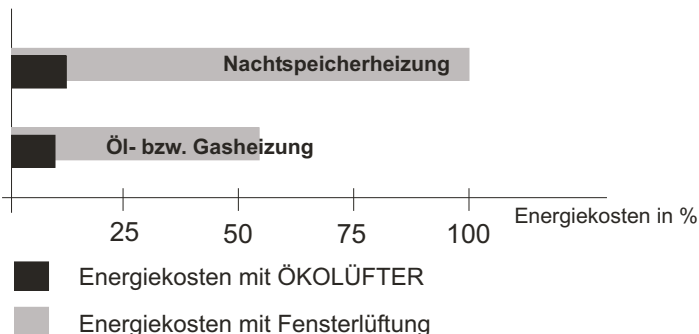 Nachtspeicherheizung
Öl- bzw. Gasheizung
25 50 75 100 Energiekosten in %
Energiekosten mit ÖKOLÜFTER
Energiekosten mit Fensterlüftung